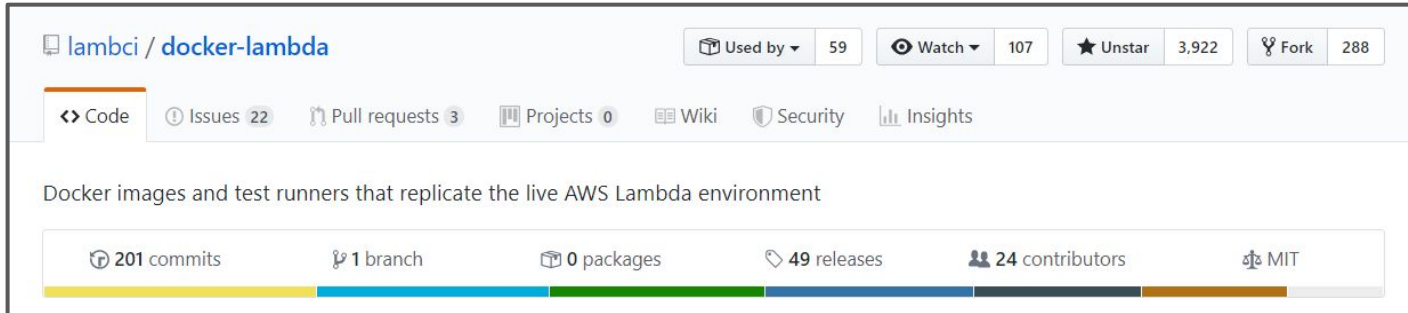 lambci / docker-lambda Used by 59 Watch 107 Unstar 3,922 Fork 288
Code Issues 22 Pull requests 3 Projects 0 Wiki Security Insights
Docker images and test runners that replicate the live AWS Lambda environment
201 commits 1 branch 0 packages 49 releases 24 contributors MIT